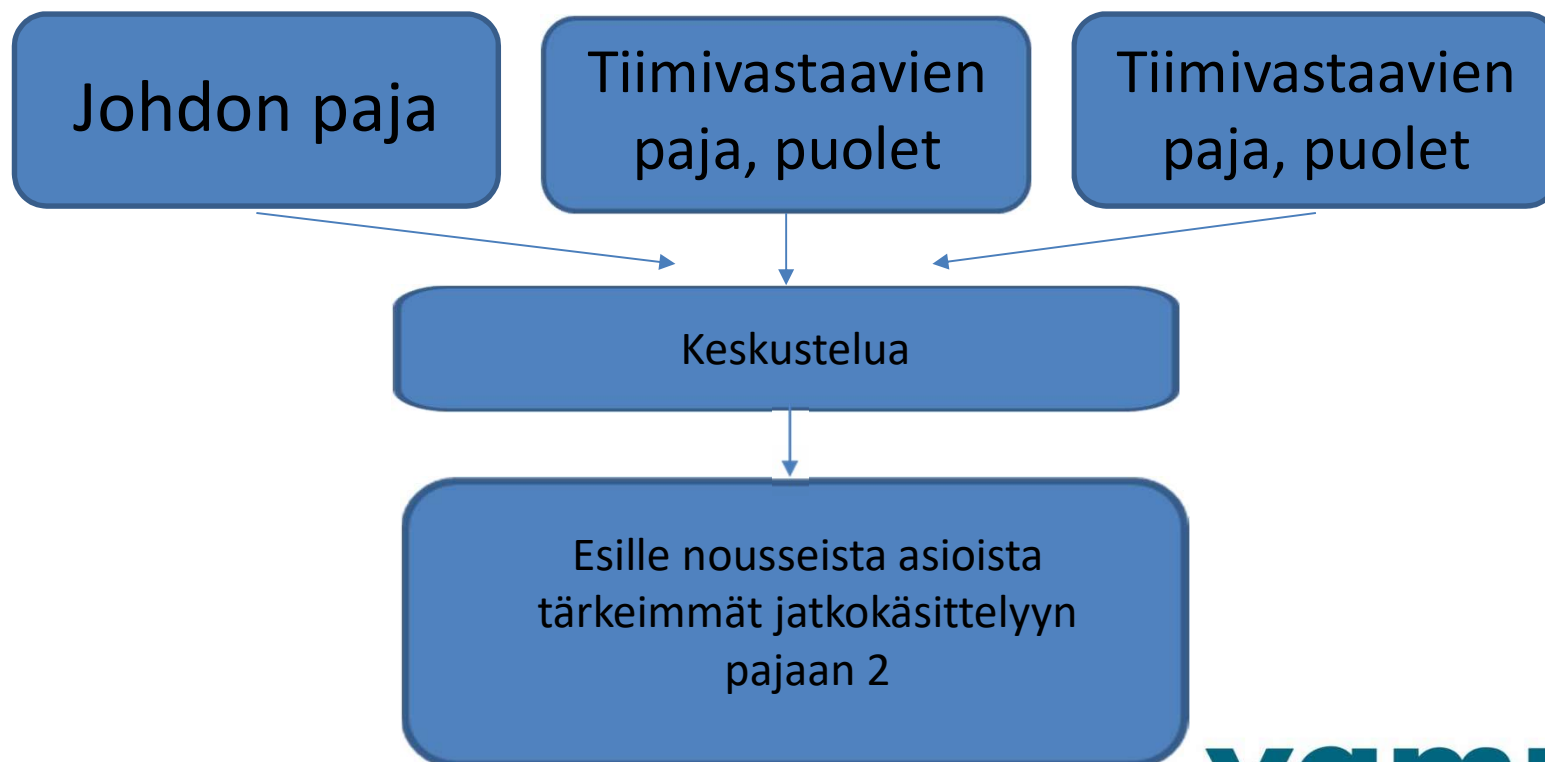 Johdon paja
Tiimivastaavien
paja, puolet
Tiimivastaavien
paja, puolet
Keskustelua
Esille nousseista asioista
tärkeimmät jatkokäsittelyyn
pajaan 2